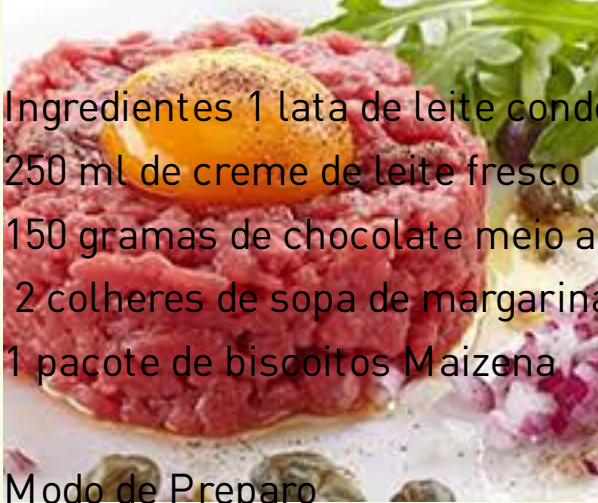 Ingredientes 1 lata de leite cond
250 ml de creme de leite fresco
150 gramas de chocolate meio a
2 colheres de sopa de margarina
1 pacote de biscoitos Maizena
Modo de Preparo